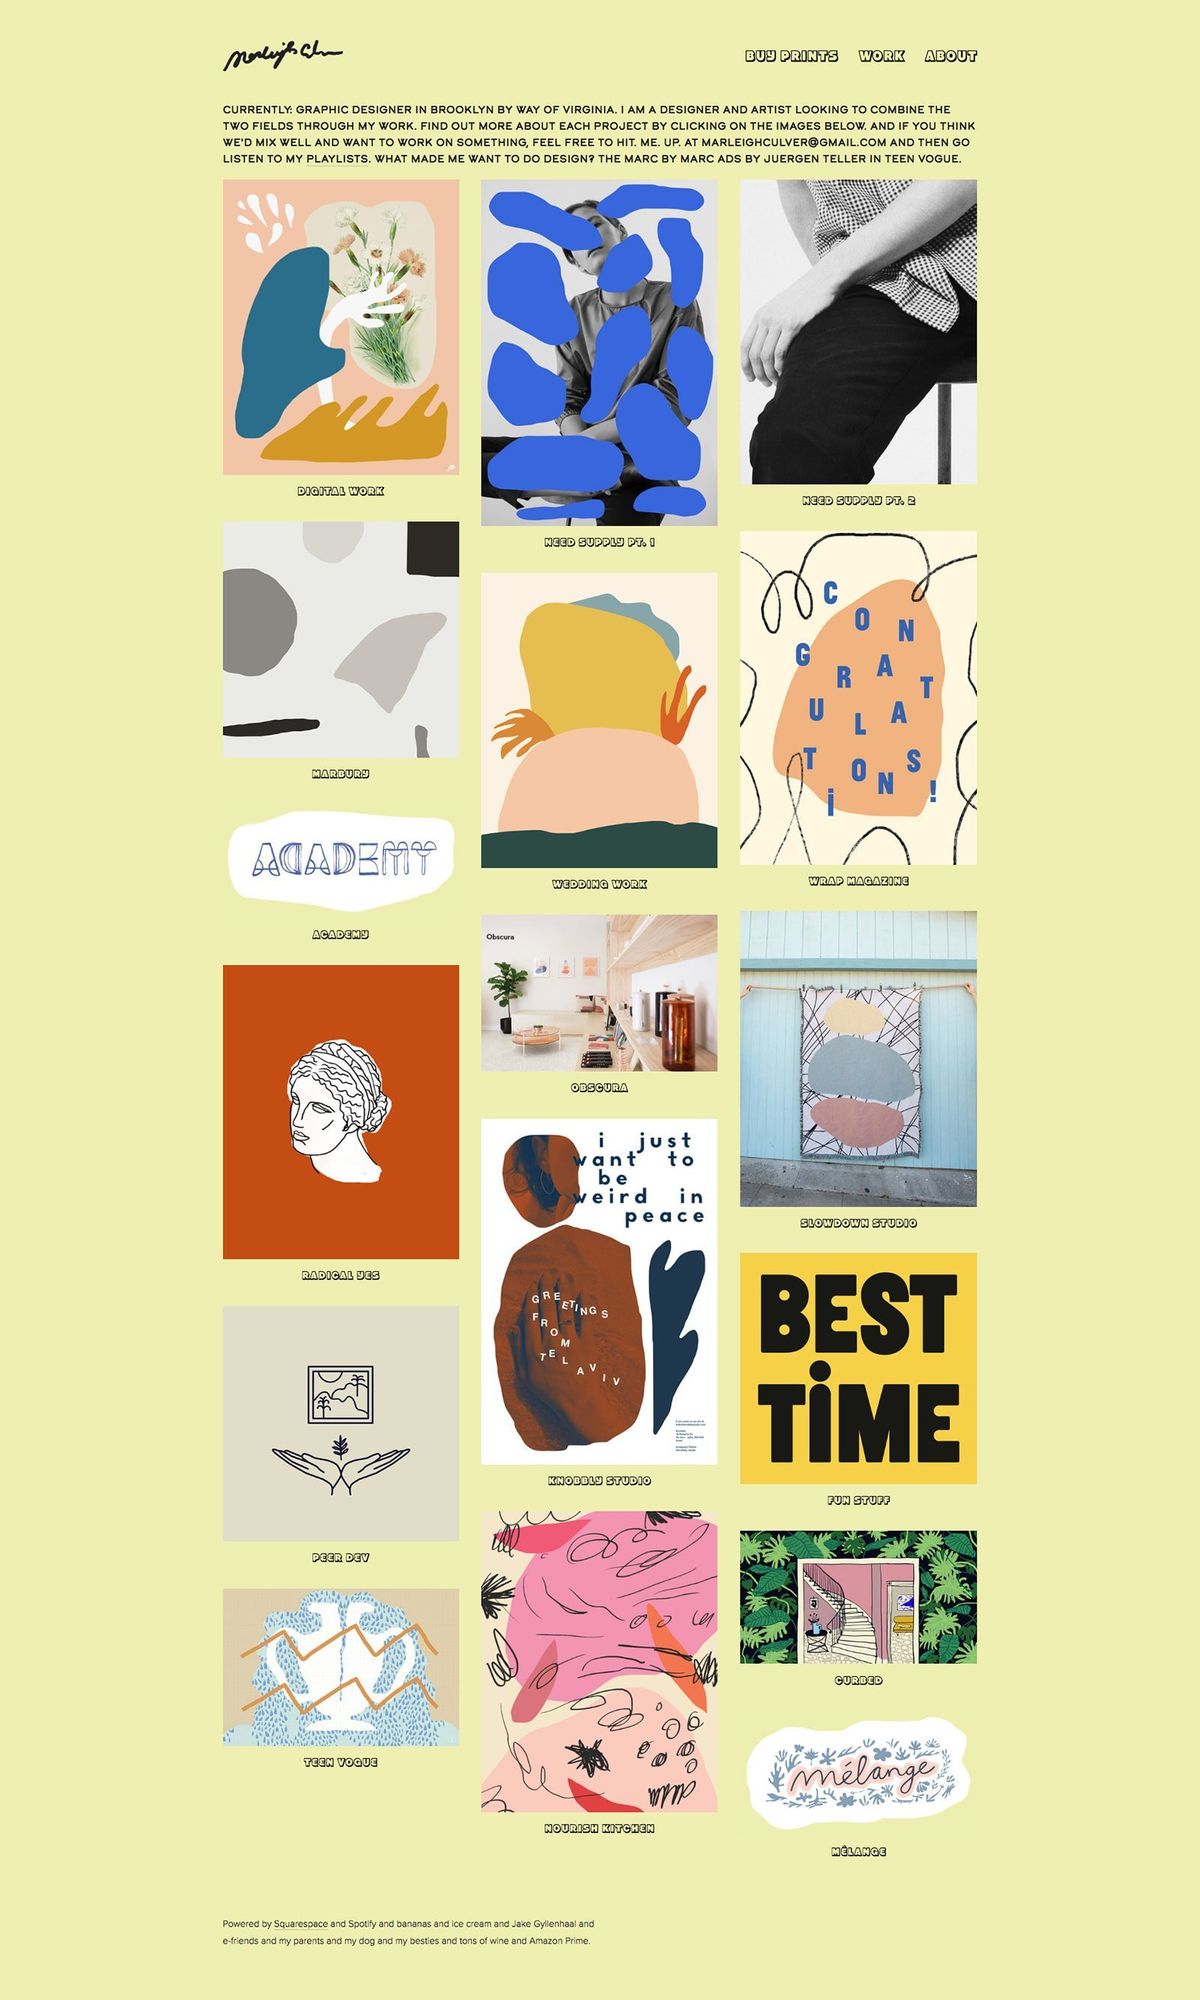 Marleigh Culver
BUY PRINTS WORK ABOUT
CURRENTLY: GRAPHIC DESIGNER IN BROOKLYN BY WAY OF VIRGINIA. I AM A DESIGNER AND ARTIST LOOKING TO COMBINE THE
TWO FIELDS THROUGH MY WORK. FIND OUT MORE ABOUT EACH PROJECT BY CLICKING ON THE IMAGES BELOW. AND IF YOU THINK
WE'D MIX WELL AND WANT TO WORK ON SOMETHING, FEEL FREE TO HIT. ME. UP. AT MARLEIGHCULVER@GMAIL.COM AND THEN GO
LISTEN TO MY PLAYLISTS. WHAT MADE ME WANT TO DO DESIGN? THE MARC BY MARC ADS BY JUERGEN TELLER IN TEEN VOGUE.
DIGITAL WORK
NEED SUPPLY PT. 1
NEED SUPPLY PT. 2
MARBURY
WEDDING WORK
CONGRATULATiONS!
WRAP MAGAZINE
ACADEMY
ACADEMY
Obscura
OBSCURA
SLOWDOWN STUDIO
RADICAL YES
i just
want to
be
weird in
peace
GREETINGS
FROM
TEL AVIV
KNOBBLY STUDIO
BEST
TiME
FUN STUFF
PEER DEV
CURBED
TEEN VOGUE
NOURISH KITCHEN
mélange
MÉLANGE
Powered by Squarespace and Spotify and bananas and ice cream and Jake Gyllenhaal and
e-friends and my parents and my dog and my besties and tons of wine and Amazon Prime.